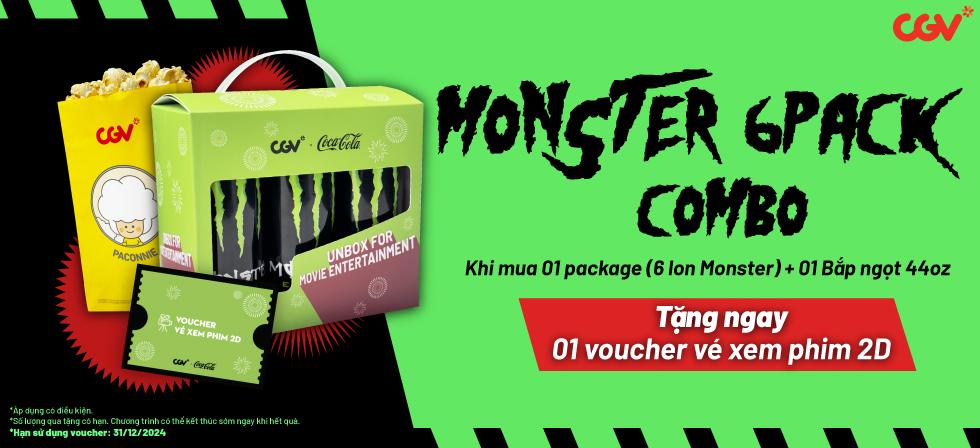 CGV
CGV
CGV * Coca-Cola
MONSTER 6PACK
COMBO
UNBOX FOR
MOVIE ENTERTAINMENT
PACONNIE
Khi mua 01 package (6 lon Monster) + 01 Bắp ngọt 44oz
Tặng ngay
01 voucher vé xem phim 2D
VOUCHER
VÉ XEM PHIM 2D
CGV * Coca-Cola
*Áp dụng có điều kiện.
*Số lượng quà tặng có hạn. Chương trình có thể kết thúc sớm ngay khi hết quà.
*Hạn sử dụng voucher: 31/12/2024